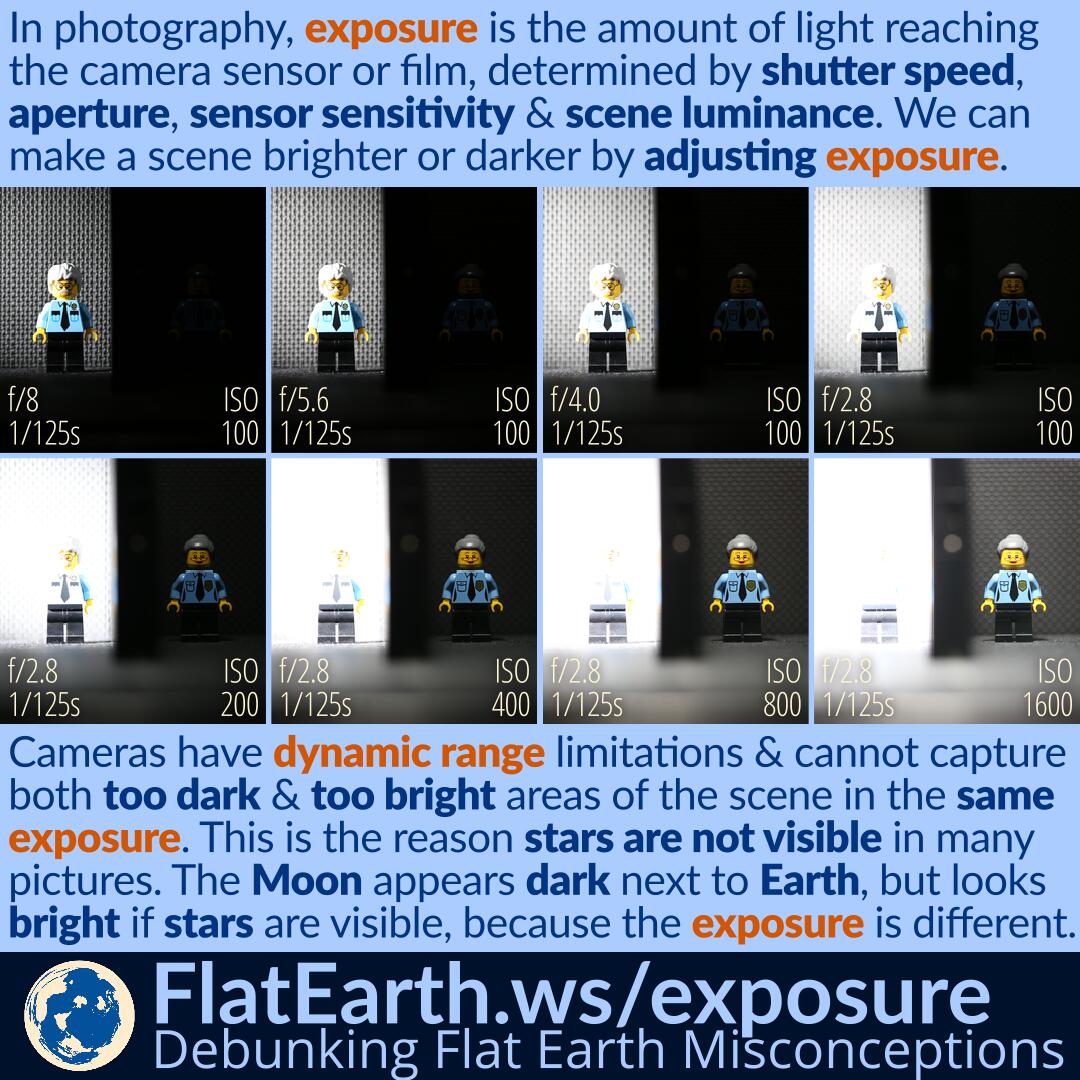 In photography, exposure is the amount of light reaching
the camera sensor or film, determined by shutter speed,
aperture, sensor sensitivity & scene luminance. We can
make a scene brighter or darker by adjusting exposure.
f/8 ISO
1/125s 100
f/5.6 ISO
1/125s 100
f/4.0 ISO
1/125s 100
f/2.8 ISO
1/125s 100
f/2.8 ISO
1/125s 200
f/2.8 ISO
1/125s 400
f/2.8 ISO
1/125s 800
f/2.8 ISO
1/125s 1600
Cameras have dynamic range limitations & cannot capture
both too dark & too bright areas of the scene in the same
exposure. This is the reason stars are not visible in many
pictures. The Moon appears dark next to Earth, but looks
bright if stars are visible, because the exposure is different.
FlatEarth.ws/exposure
Debunking Flat Earth Misconceptions